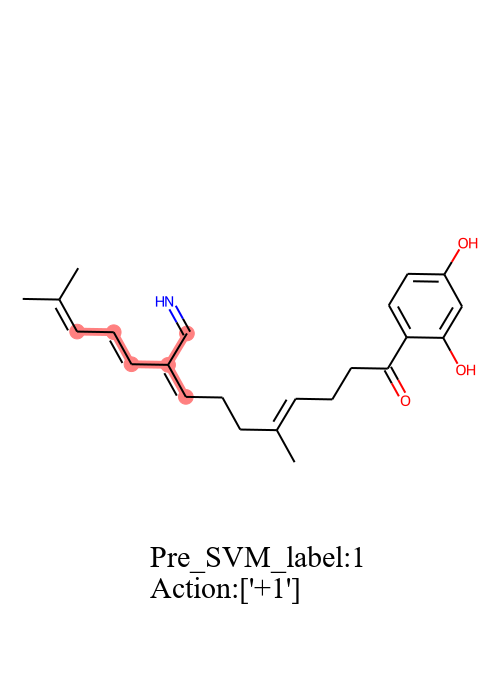 OH
HN
OH
O
Pre_SVM_label:1
Action:['+1']